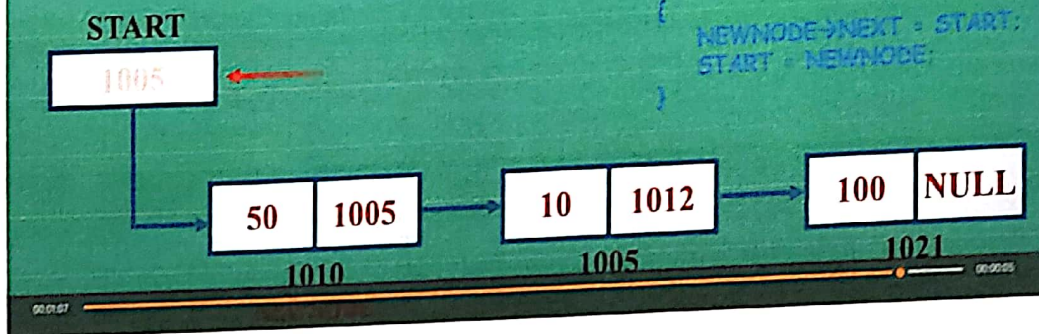 START
1005
{
NEWNODE→NEXT = START;
START = NEWNODE;
}
50 1005
10 1012
100 NULL
1010
1005
1021
00:01:07
00:00:05